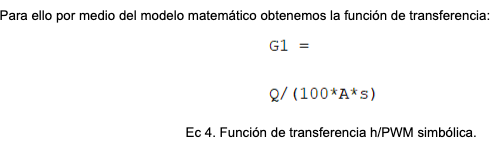 Para ello por medio del modelo matemático obtenemos la función de transferencia:
G1 =
Q/(100*A*s)
Ec 4. Función de transferencia h/PWM simbólica.